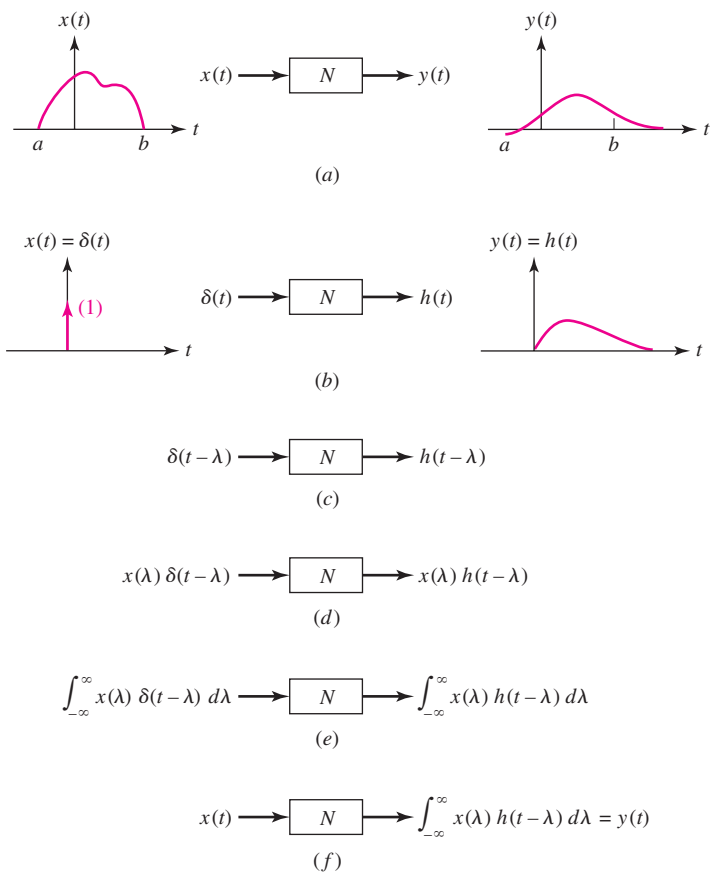 x(t)
t
a
b
x(t) N y(t)
y(t)
t
a
b
(a)
x(t) = δ(t)
(1)
t
δ(t) N h(t)
y(t) = h(t)
t
(b)
δ(t − λ) N h(t − λ)
(c)
x(λ) δ(t − λ) N x(λ) h(t − λ)
(d)
∫_{−∞}^{∞} x(λ) δ(t − λ) dλ N ∫_{−∞}^{∞} x(λ) h(t − λ) dλ
(e)
x(t) N ∫_{−∞}^{∞} x(λ) h(t − λ) dλ = y(t)
(f)